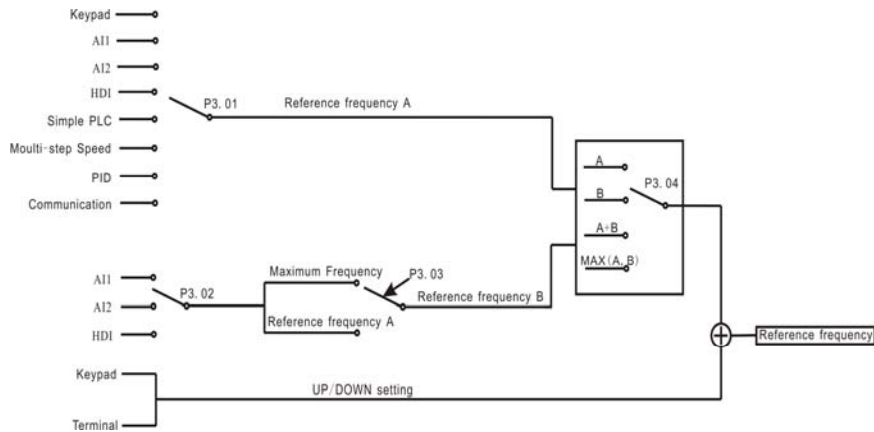 Keypad
AI1
AI2
HDI
Simple PLC
Moulti-step Speed
PID
Communication
P3. 01
Reference frequency A
A
B
A+B
MAX(A, B)
P3. 04
AI1
AI2
HDI
P3. 02
Maximum Frequency
Reference frequency A
P3. 03
Reference frequency B
Reference frequency
Keypad
Terminal
UP/DOWN setting